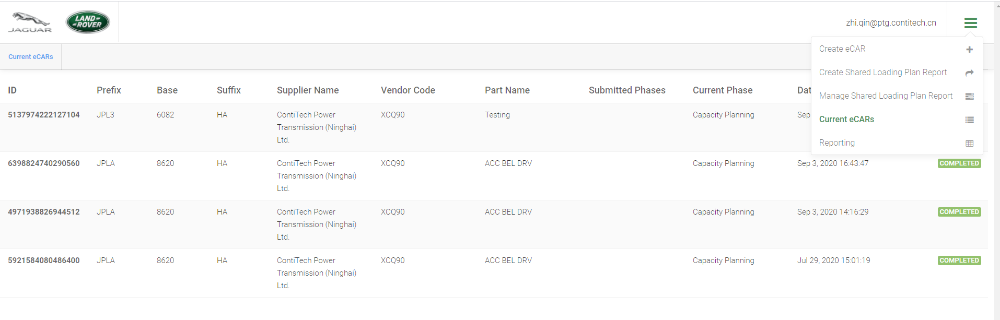 JAGUAR
LAND-
-ROVER
zhi.qin@ptg.contitech.cn
Current eCARs
Create eCAR
Create Shared Loading Plan Report
Manage Shared Loading Plan Report
Current eCARs
Reporting
ID Prefix Base Suffix Supplier Name Vendor Code Part Name Submitted Phases Current Phase Dat
5137974222127104 JPL3 6082 HA ContiTech Power XCQ90 Testing Capacity Planning Sep
Transmission (Ninghai)
Ltd.
6398824740290560 JPLA 8620 HA ContiTech Power XCQ90 ACC BEL DRV Capacity Planning Sep 3, 2020 16:43:47 COMPLETED
Transmission (Ninghai)
Ltd.
4971938826944512 JPLA 8620 HA ContiTech Power XCQ90 ACC BEL DRV Capacity Planning Sep 3, 2020 14:16:29 COMPLETED
Transmission (Ninghai)
Ltd.
5921584080486400 JPLA 8620 HA ContiTech Power XCQ90 ACC BEL DRV Capacity Planning Jul 29, 2020 15:01:19 COMPLETED
Transmission (Ninghai)
Ltd.